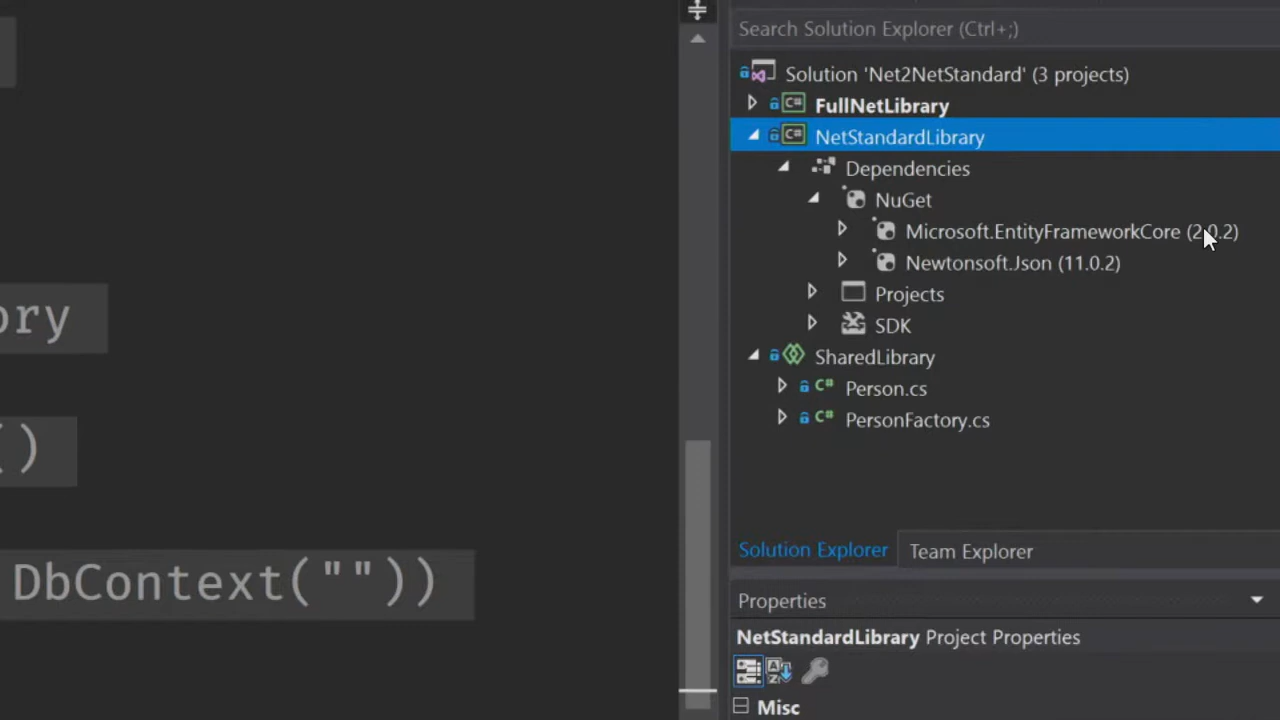 Search Solution Explorer (Ctrl+;)
Solution 'Net2NetStandard' (3 projects)
C# FullNetLibrary
C# NetStandardLibrary
Dependencies
NuGet
Microsoft.EntityFrameworkCore (2.0.2)
Newtonsoft.Json (11.0.2)
Projects
SDK
SharedLibrary
C# Person.cs
C# PersonFactory.cs
ory
()
DbContext(""))
Solution Explorer
Team Explorer
Properties
NetStandardLibrary Project Properties
Misc